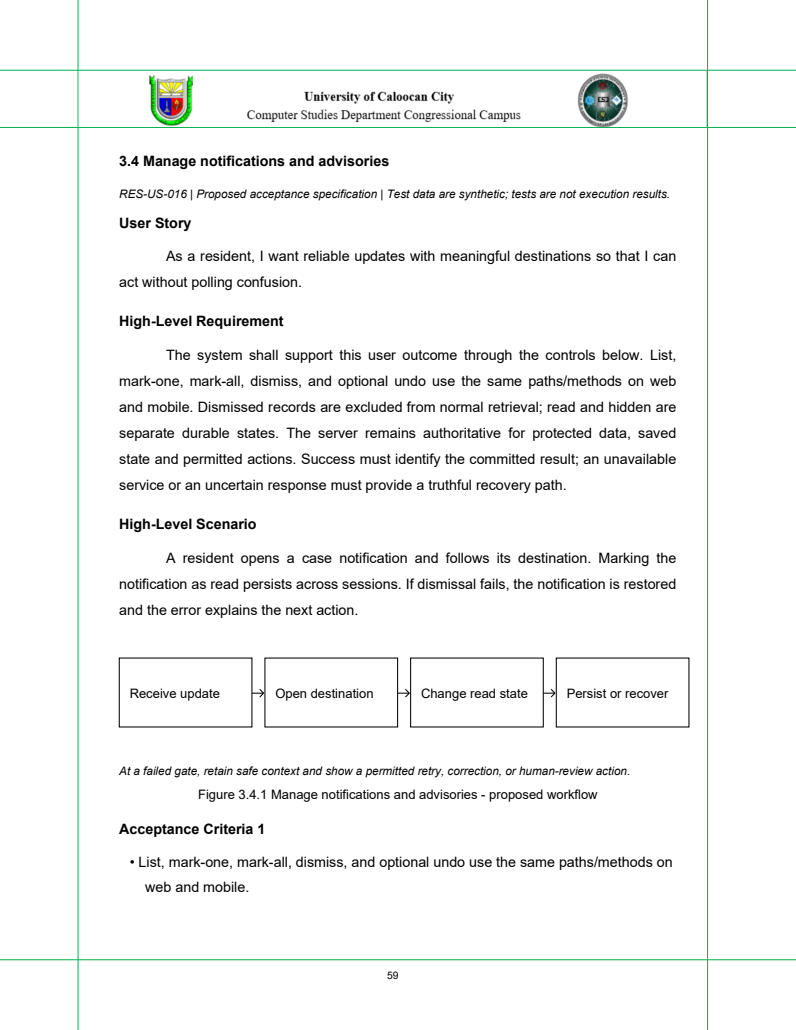 University of Caloocan City
Computer Studies Department Congressional Campus
3.4 Manage notifications and advisories
RES-US-016 | Proposed acceptance specification | Test data are synthetic; tests are not execution results.
User Story
As a resident, I want reliable updates with meaningful destinations so that I can
act without polling confusion.
High-Level Requirement
The system shall support this user outcome through the controls below. List,
mark-one, mark-all, dismiss, and optional undo use the same paths/methods on web
and mobile. Dismissed records are excluded from normal retrieval; read and hidden are
separate durable states. The server remains authoritative for protected data, saved
state and permitted actions. Success must identify the committed result; an unavailable
service or an uncertain response must provide a truthful recovery path.
High-Level Scenario
A resident opens a case notification and follows its destination. Marking the
notification as read persists across sessions. If dismissal fails, the notification is restored
and the error explains the next action.
Receive update
Open destination
Change read state
Persist or recover
At a failed gate, retain safe context and show a permitted retry, correction, or human-review action.
Figure 3.4.1 Manage notifications and advisories - proposed workflow
Acceptance Criteria 1
• List, mark-one, mark-all, dismiss, and optional undo use the same paths/methods on
web and mobile.
59